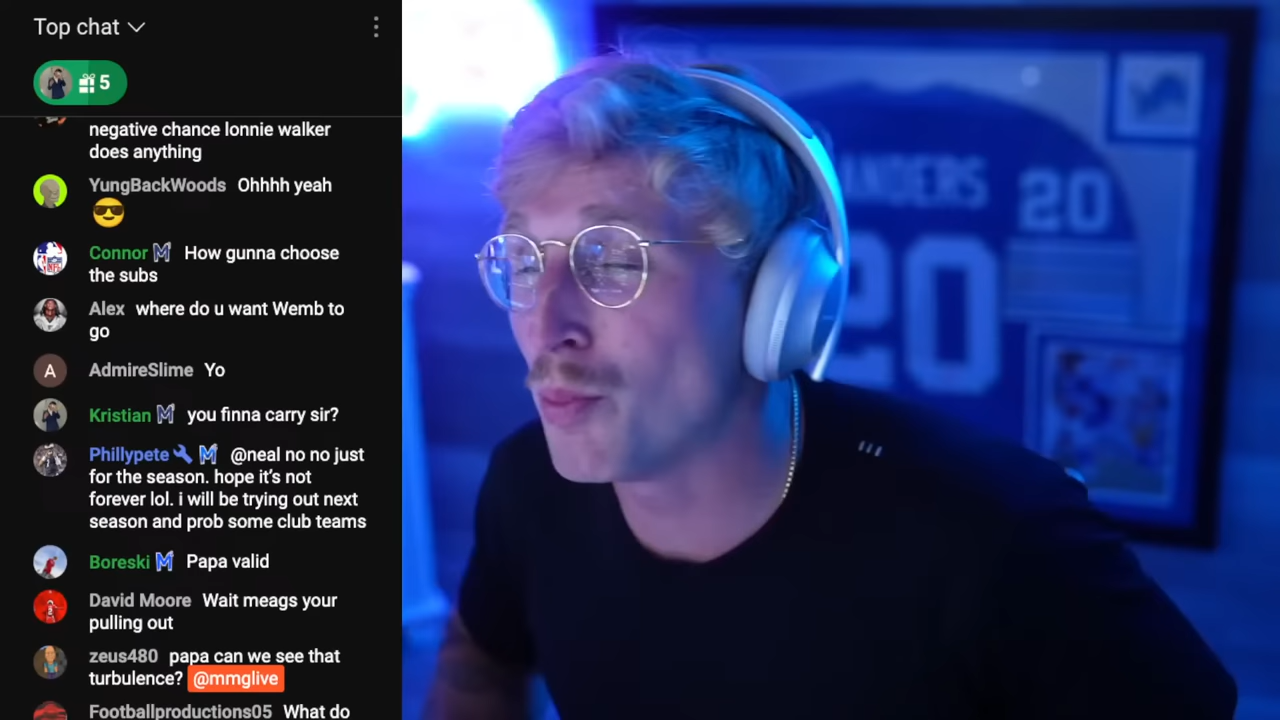 Top chat
5
negative chance lonnie walker
does anything
YungBackWoods Ohhhh yeah
Connor How gunna choose
the subs
Alex where do u want Wemb to
go
A
AdmireSlime Yo
Kristian you finna carry sir?
Phillypete @neal no no just
for the season. hope it's not
forever lol. i will be trying out next
season and prob some club teams
Boreski Papa valid
David Moore Wait meags your
pulling out
zeus480 papa can we see that
turbulence? @mmglive
Footballproductions05 What do
ANDERS
20
20